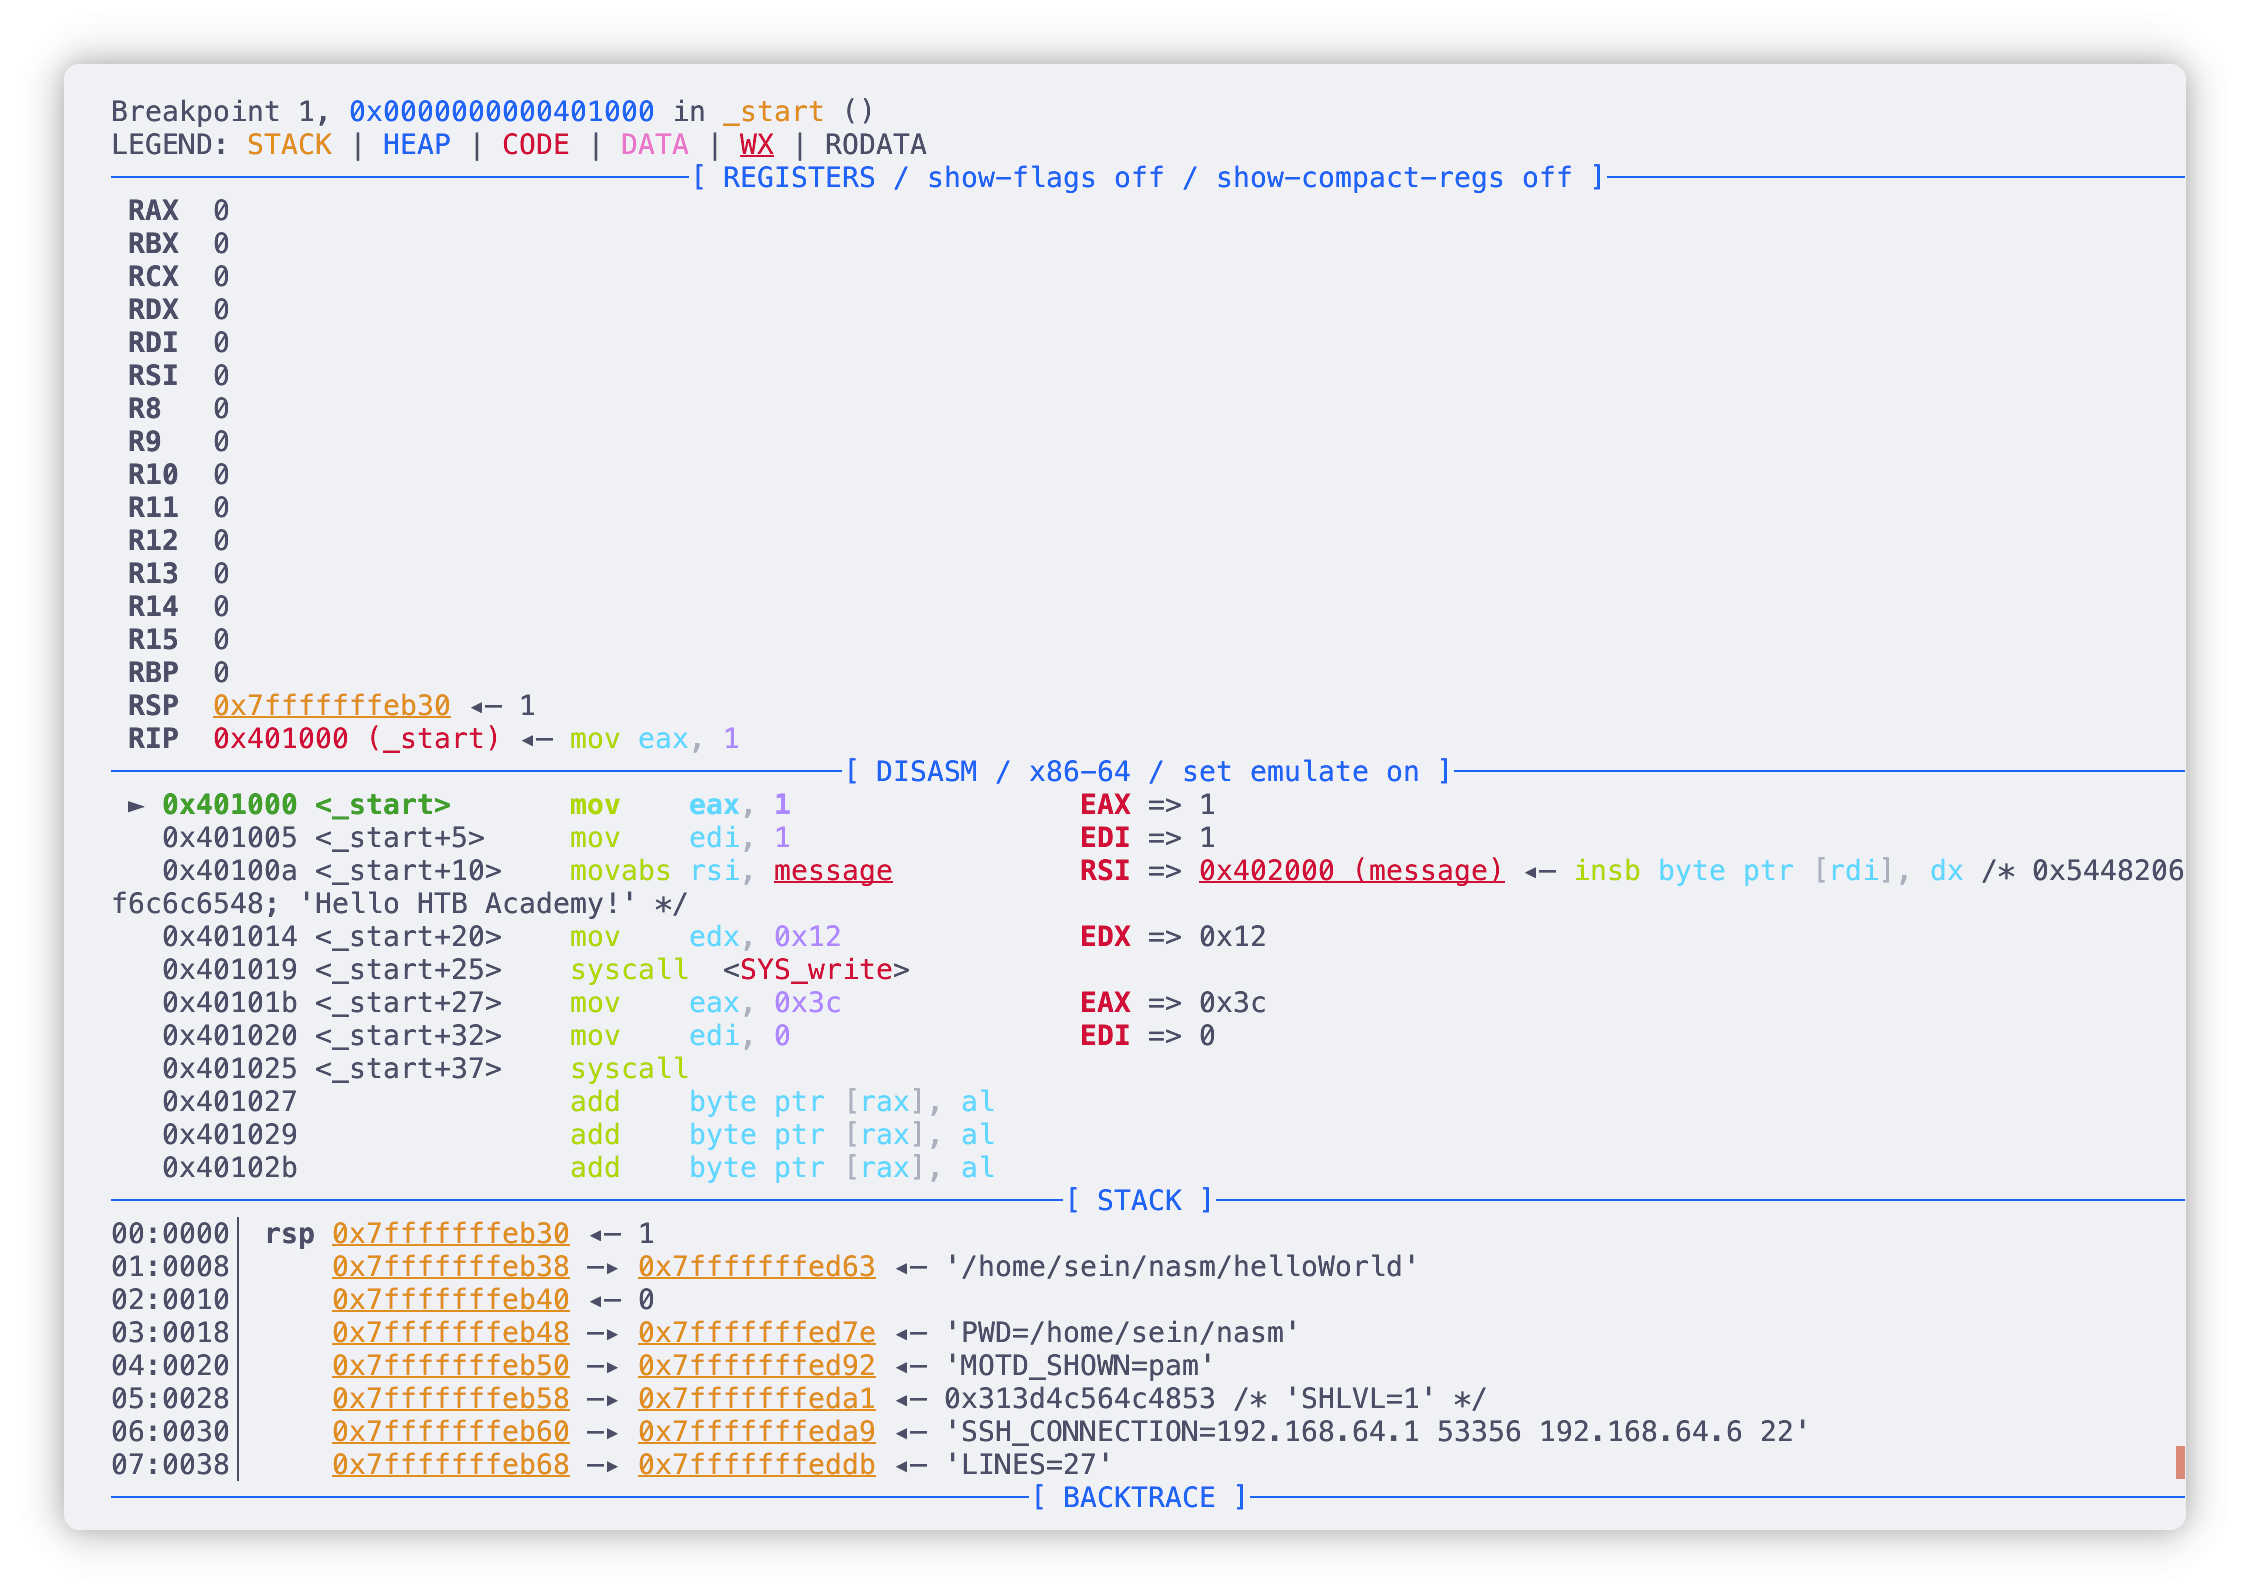 Breakpoint 1, 0x0000000000401000 in _start ()
LEGEND: STACK | HEAP | CODE | DATA | WX | RODATA
[ REGISTERS / show-flags off / show-compact-regs off ]
RAX  0
RBX  0
RCX  0
RDX  0
RDI  0
RSI  0
R8   0
R9   0
R10  0
R11  0
R12  0
R13  0
R14  0
R15  0
RBP  0
RSP  0x7fffffffeb30 ◂— 1
RIP  0x401000 (_start) ◂— mov eax, 1
[ DISASM / x86-64 / set emulate on ]
► 0x401000 <_start>       mov    eax, 1                 EAX => 1
0x401005 <_start+5>     mov    edi, 1                 EDI => 1
0x40100a <_start+10>    movabs rsi, message           RSI => 0x402000 (message) ◂— insb byte ptr [rdi], dx /* 0x5448206
f6c6c6548; 'Hello HTB Academy!' */
0x401014 <_start+20>    mov    edx, 0x12              EDX => 0x12
0x401019 <_start+25>    syscall  <SYS_write>
0x40101b <_start+27>    mov    eax, 0x3c              EAX => 0x3c
0x401020 <_start+32>    mov    edi, 0                 EDI => 0
0x401025 <_start+37>    syscall
0x401027                add    byte ptr [rax], al
0x401029                add    byte ptr [rax], al
0x40102b                add    byte ptr [rax], al
[ STACK ]
00:0000│ rsp 0x7fffffffeb30 ◂— 1
01:0008│     0x7fffffffeb38 —▸ 0x7fffffffed63 ◂— '/home/sein/nasm/helloWorld'
02:0010│     0x7fffffffeb40 ◂— 0
03:0018│     0x7fffffffeb48 —▸ 0x7fffffffed7e ◂— 'PWD=/home/sein/nasm'
04:0020│     0x7fffffffeb50 —▸ 0x7fffffffed92 ◂— 'MOTD_SHOWN=pam'
05:0028│     0x7fffffffeb58 —▸ 0x7fffffffeda1 ◂— 0x313d4c564c4853 /* 'SHLVL=1' */
06:0030│     0x7fffffffeb60 —▸ 0x7fffffffeda9 ◂— 'SSH_CONNECTION=192.168.64.1 53356 192.168.64.6 22'
07:0038│     0x7fffffffeb68 —▸ 0x7fffffffeddb ◂— 'LINES=27'
[ BACKTRACE ]